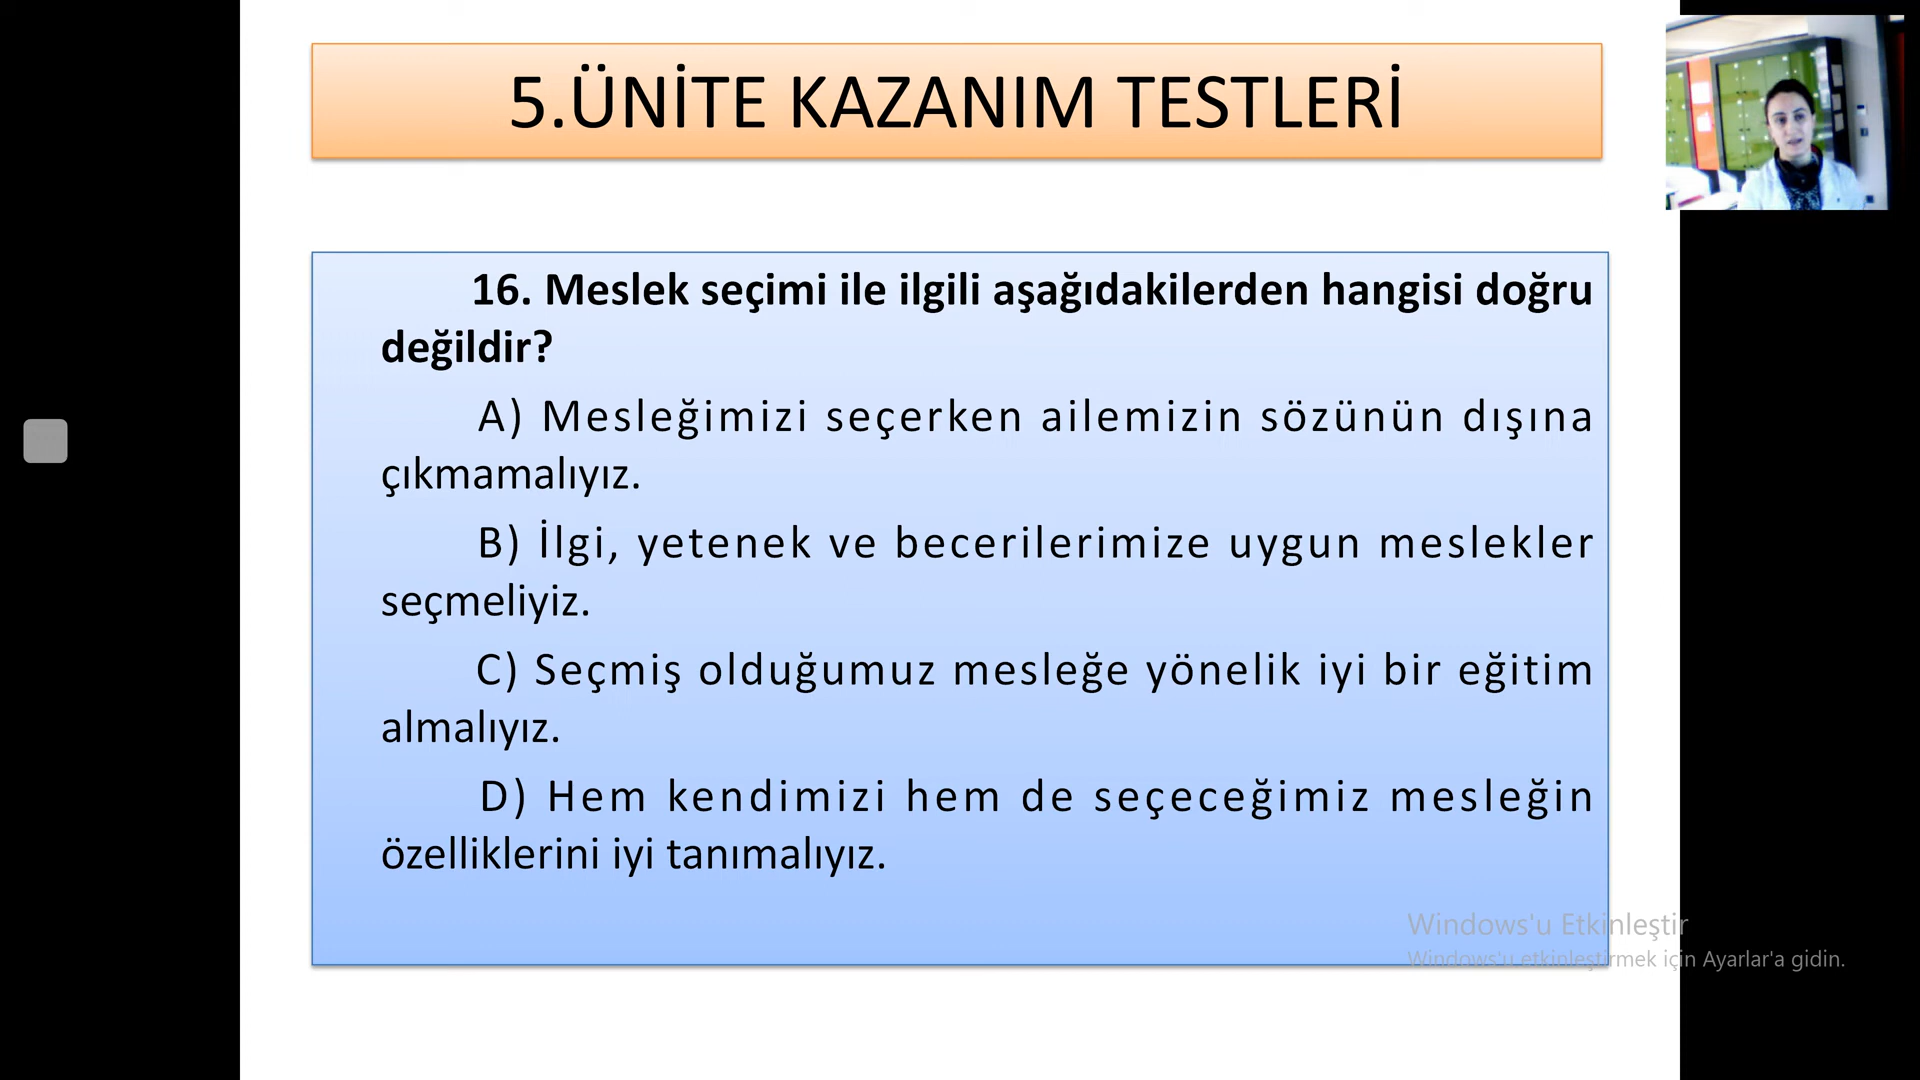 5.ÜNİTE KAZANIM TESTLERİ
16. Meslek seçimi ile ilgili aşağıdakilerden hangisi doğru
değildir?
A) Mesleğimizi seçerken ailemizin sözünün dışına
çıkmamalıyız.
B) İlgi, yetenek ve becerilerimize uygun meslekler
seçmeliyiz.
C) Seçmiş olduğumuz mesleğe yönelik iyi bir eğitim
almalıyız.
D) Hem kendimizi hem de seçeceğimiz mesleğin
özelliklerini iyi tanımalıyız.
Windows'u Etkinleştir
Windows'u etkinleştirmek için Ayarlar'a gidin.